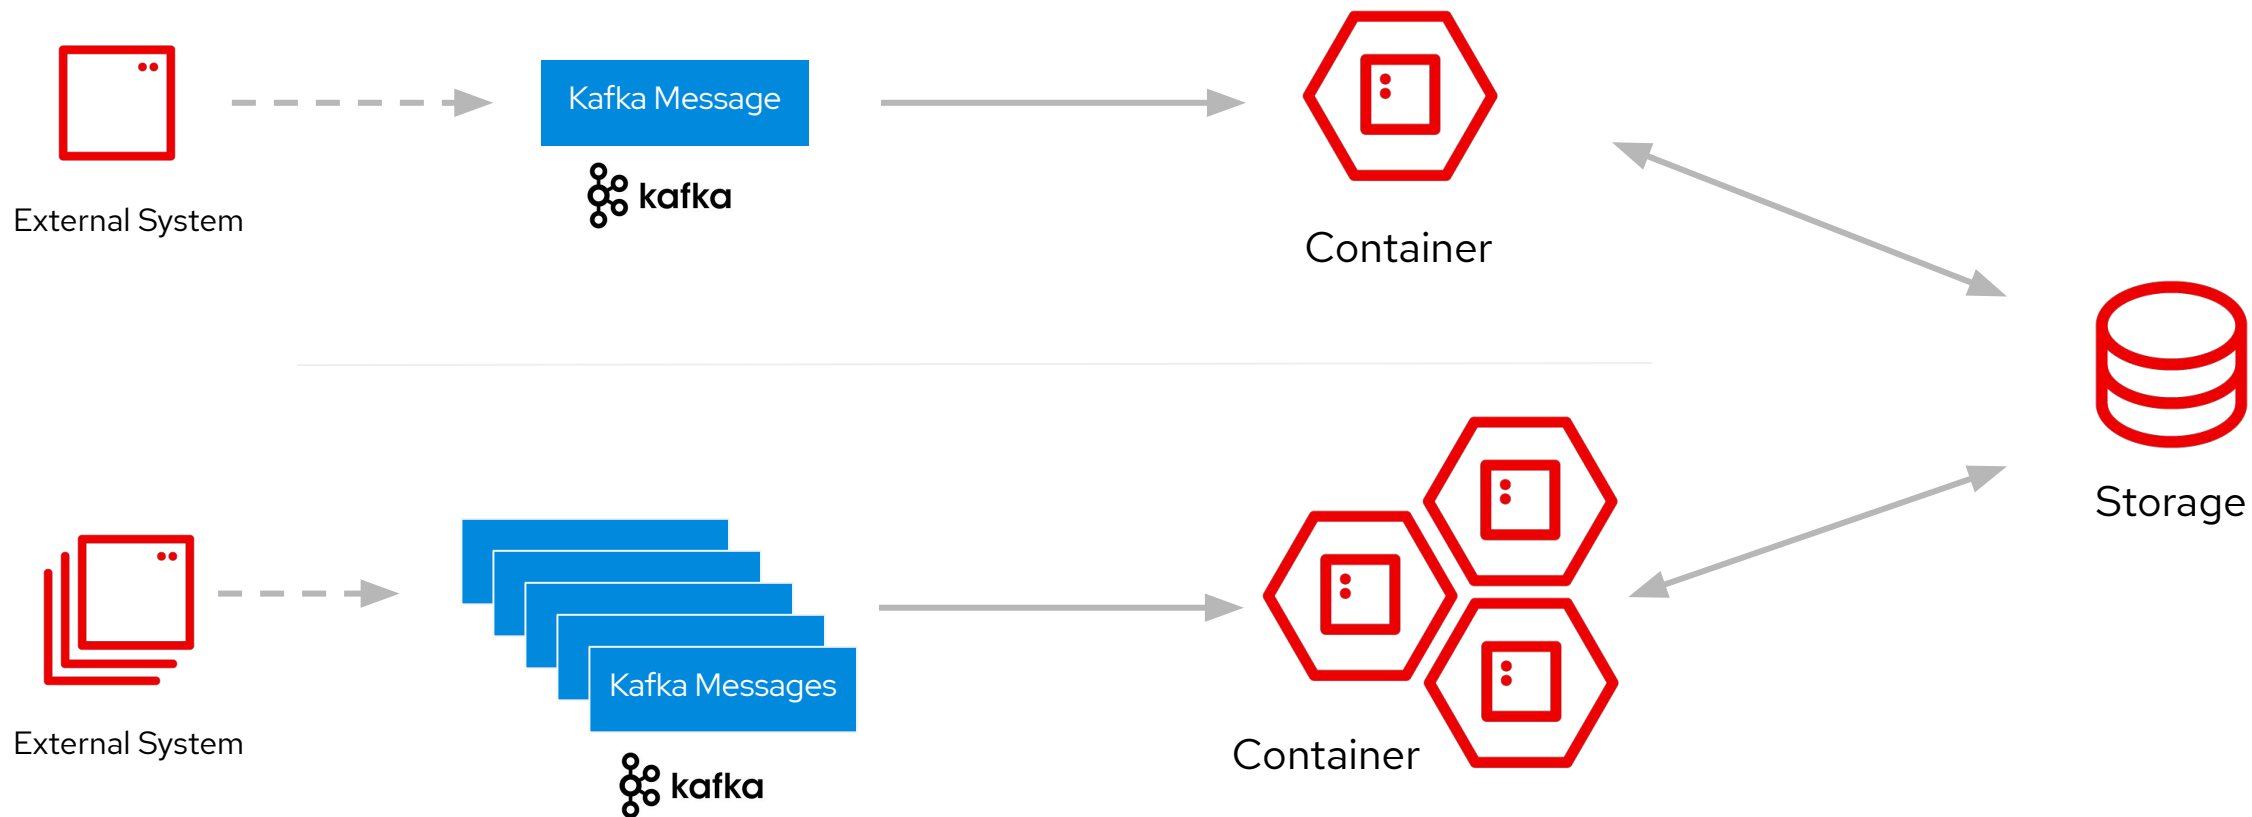 Kafka Message
kafka
External System
Container
Storage
Kafka Messages
External System
Container
kafka